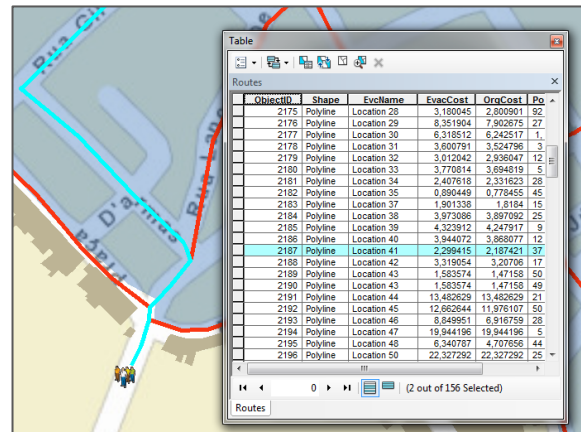 Rua Gil
Rua Lan
Praça
D'armas
Table
Routes
ObjectID Shape EvcName EvacCost OrgCost Po
2175 Polyline Location 28 3,180045 2,800901 92
2176 Polyline Location 29 8,351904 7,902675 27
2177 Polyline Location 30 6,318512 6,242517 1,
2178 Polyline Location 31 3,600791 3,524796 3
2179 Polyline Location 32 3,012042 2,936047 12
2180 Polyline Location 33 3,770814 3,694819 5
2181 Polyline Location 34 2,407618 2,331623 28
2182 Polyline Location 35 0,890449 0,778455 45
2183 Polyline Location 37 1,901338 1,8184 15
2184 Polyline Location 38 3,973086 3,897092 25
2185 Polyline Location 39 4,323912 4,247917 9
2186 Polyline Location 40 3,944072 3,868077 12
2187 Polyline Location 41 2,299415 2,187421 37
2188 Polyline Location 42 3,319054 3,20706 17
2189 Polyline Location 43 1,583574 1,47158 50
2190 Polyline Location 43 1,583574 1,47158 49
2191 Polyline Location 44 13,482629 13,482629 21
2192 Polyline Location 45 12,662644 11,976107 50
2193 Polyline Location 46 8,849951 6,916759 28
2194 Polyline Location 47 19,944196 19,944196 5
2195 Polyline Location 48 6,340787 4,707656 44
2196 Polyline Location 50 22,327292 22,327292 25
0 (2 out of 156 Selected)
Routes